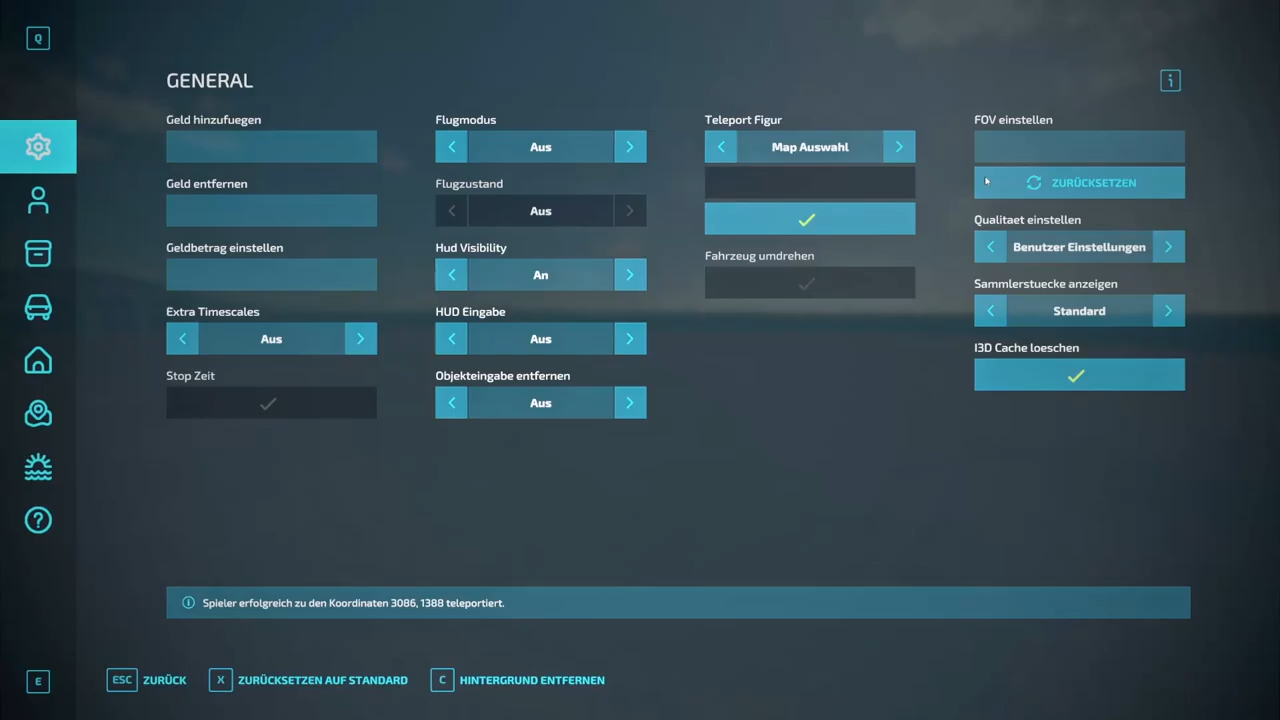 Q
GENERAL
Geld hinzufuegen
Geld entfernen
Geldbetrag einstellen
Extra Timescales
Aus
Stop Zeit
Flugmodus
Aus
Flugzustand
Aus
Hud Visibility
An
HUD Eingabe
Aus
Objekteingabe entfernen
Aus
Teleport Figur
Map Auswahl
Fahrzeug umdrehen
FOV einstellen
ZURÜCKSETZEN
Qualitaet einstellen
Benutzer Einstellungen
Sammlerstuecke anzeigen
Standard
I3D Cache loeschen
Spieler erfolgreich zu den Koordinaten 3086, 1388 teleportiert.
E
ESC ZURÜCK X ZURÜCKSETZEN AUF STANDARD C HINTERGRUND ENTFERNEN